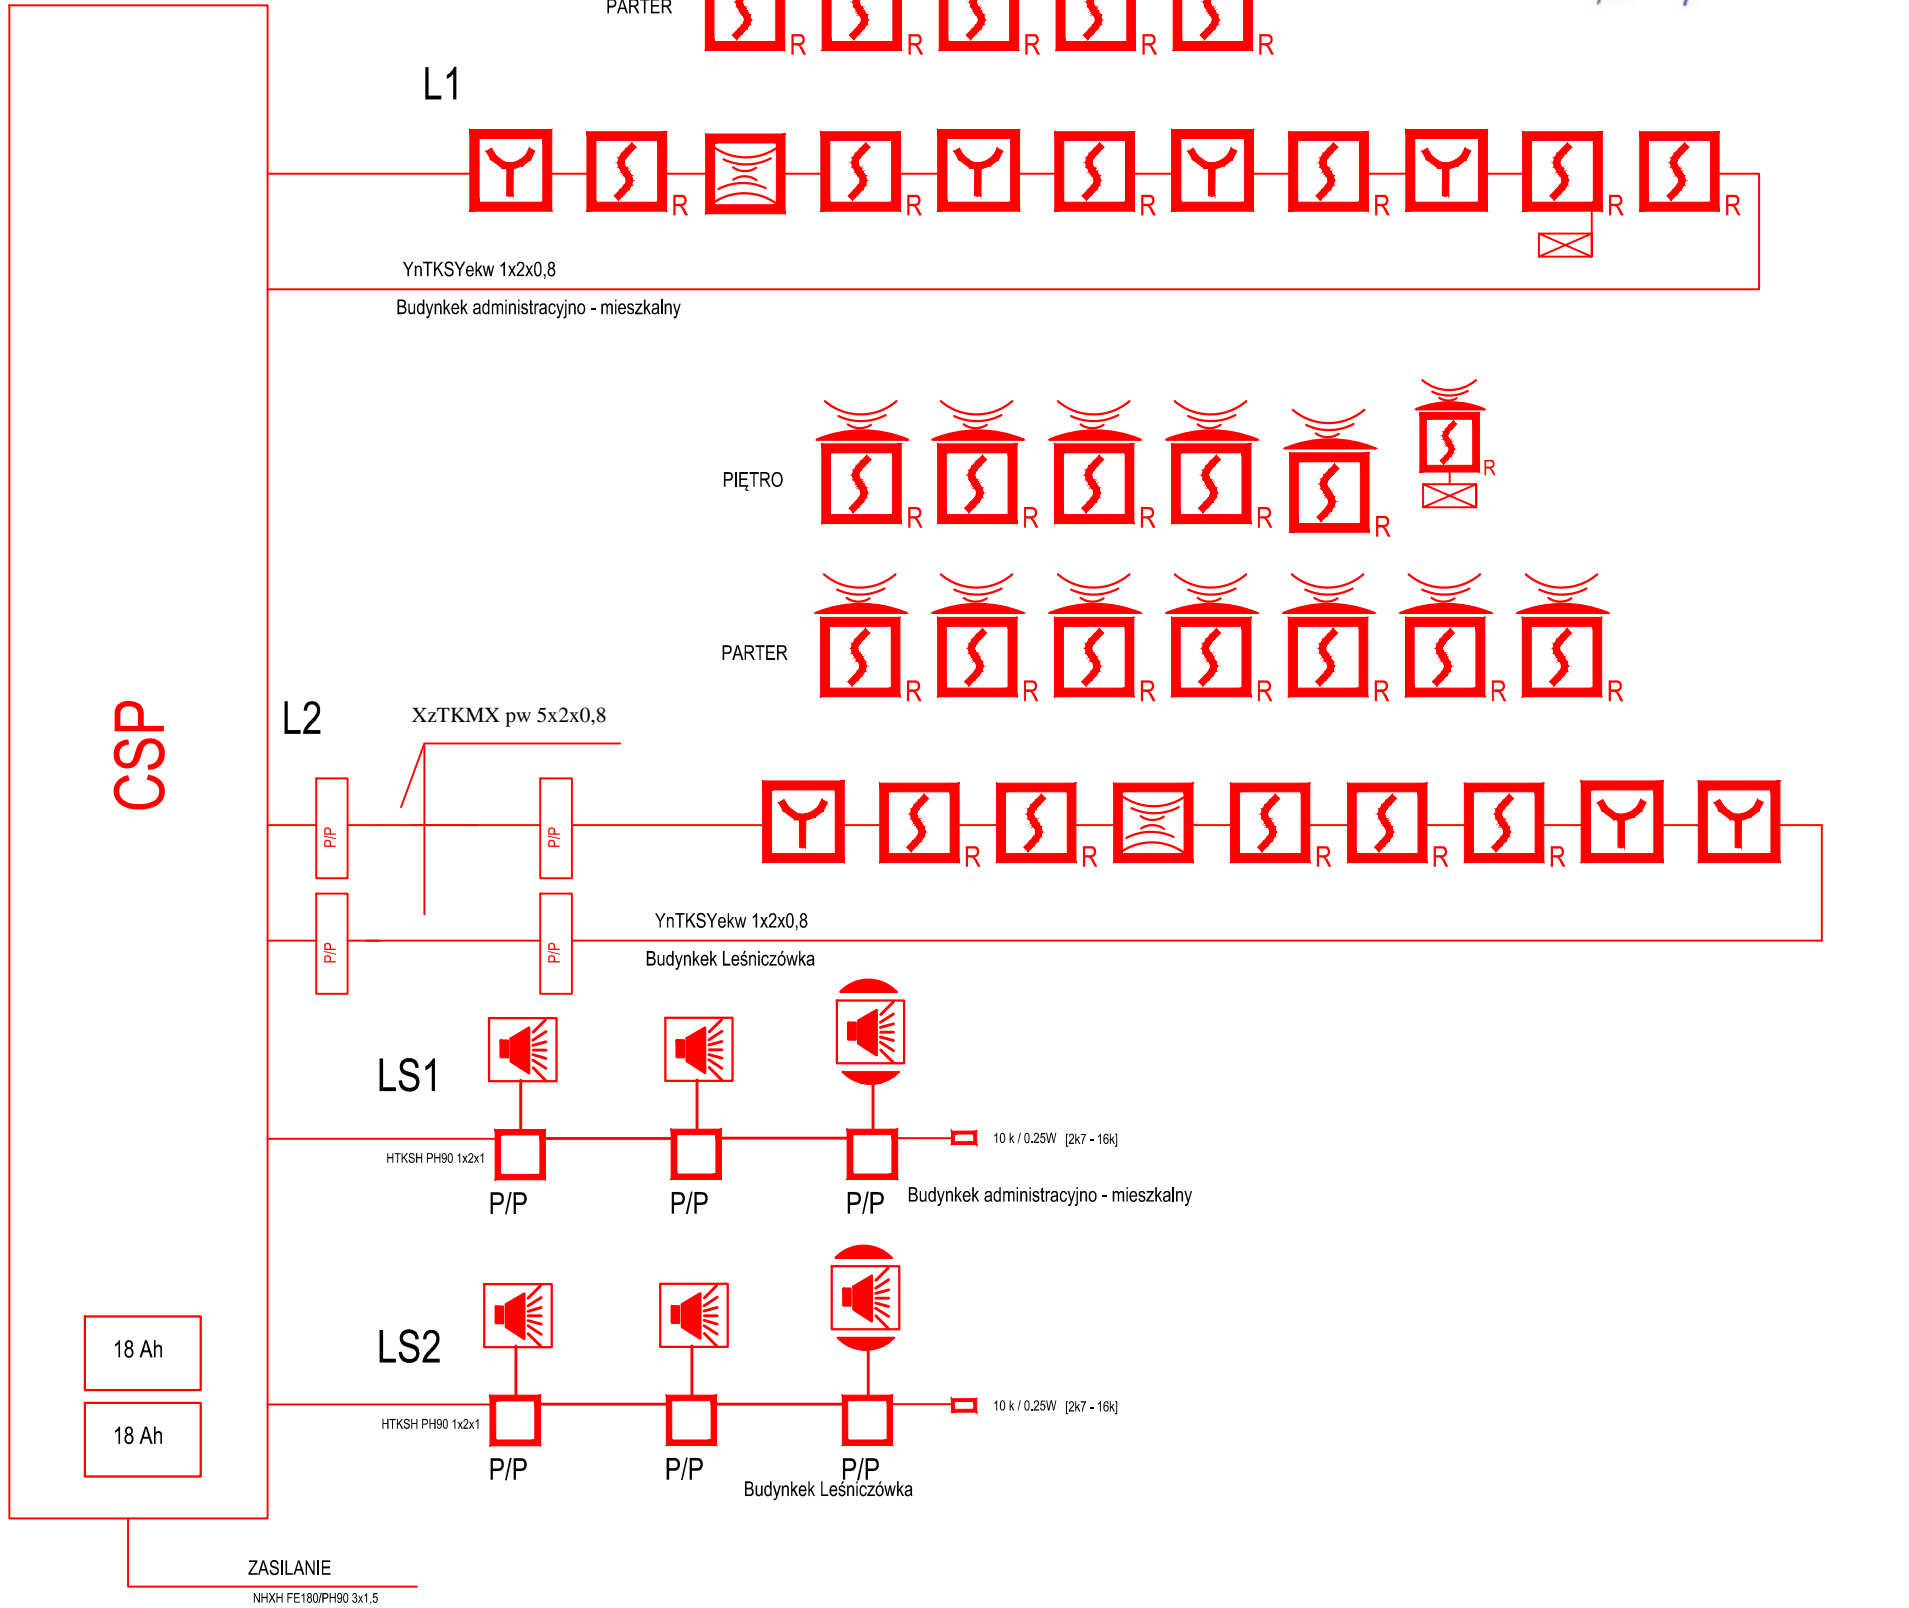 PARTER
R R R R R
L1
R R R R R R
YnTKSYekw 1x2x0,8
Budynkek administracyjno - mieszkalny
PIĘTRO
R R R R R R
PARTER
R R R R R R R
CSP
L2
XzTKMX pw 5x2x0,8
P/P P/P
R R R R R
P/P P/P
YnTKSYekw 1x2x0,8
Budynkek Leśniczówka
LS1
10 k / 0.25W [2k7 - 16k]
HTKSH PH90 1x2x1
P/P P/P P/P
Budynkek administracyjno - mieszkalny
18 Ah
LS2
10 k / 0.25W [2k7 - 16k]
HTKSH PH90 1x2x1
18 Ah
P/P P/P P/P
Budynkek Leśniczówka
ZASILANIE
NHXH FE180/PH90 3x1,5